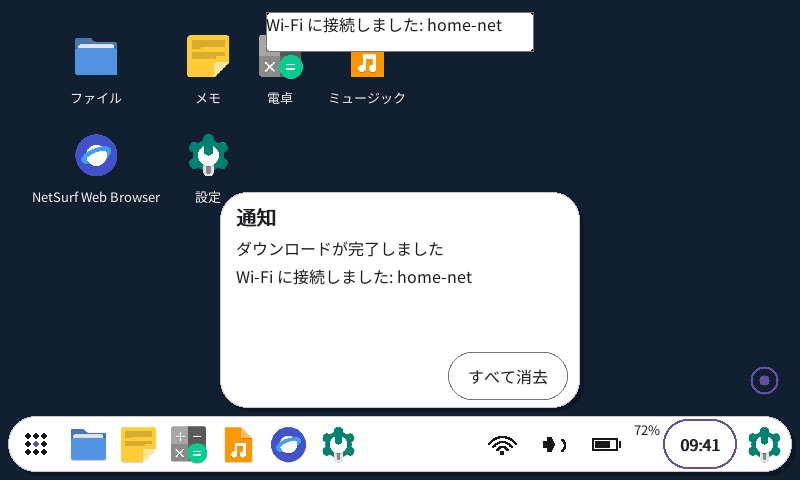 Wi-Fi に接続しました: home-net
ファイル
メモ
電卓
ミュージック
NetSurf Web Browser
設定
通知
ダウンロードが完了しました
Wi-Fi に接続しました: home-net
すべて消去
72%
09:41